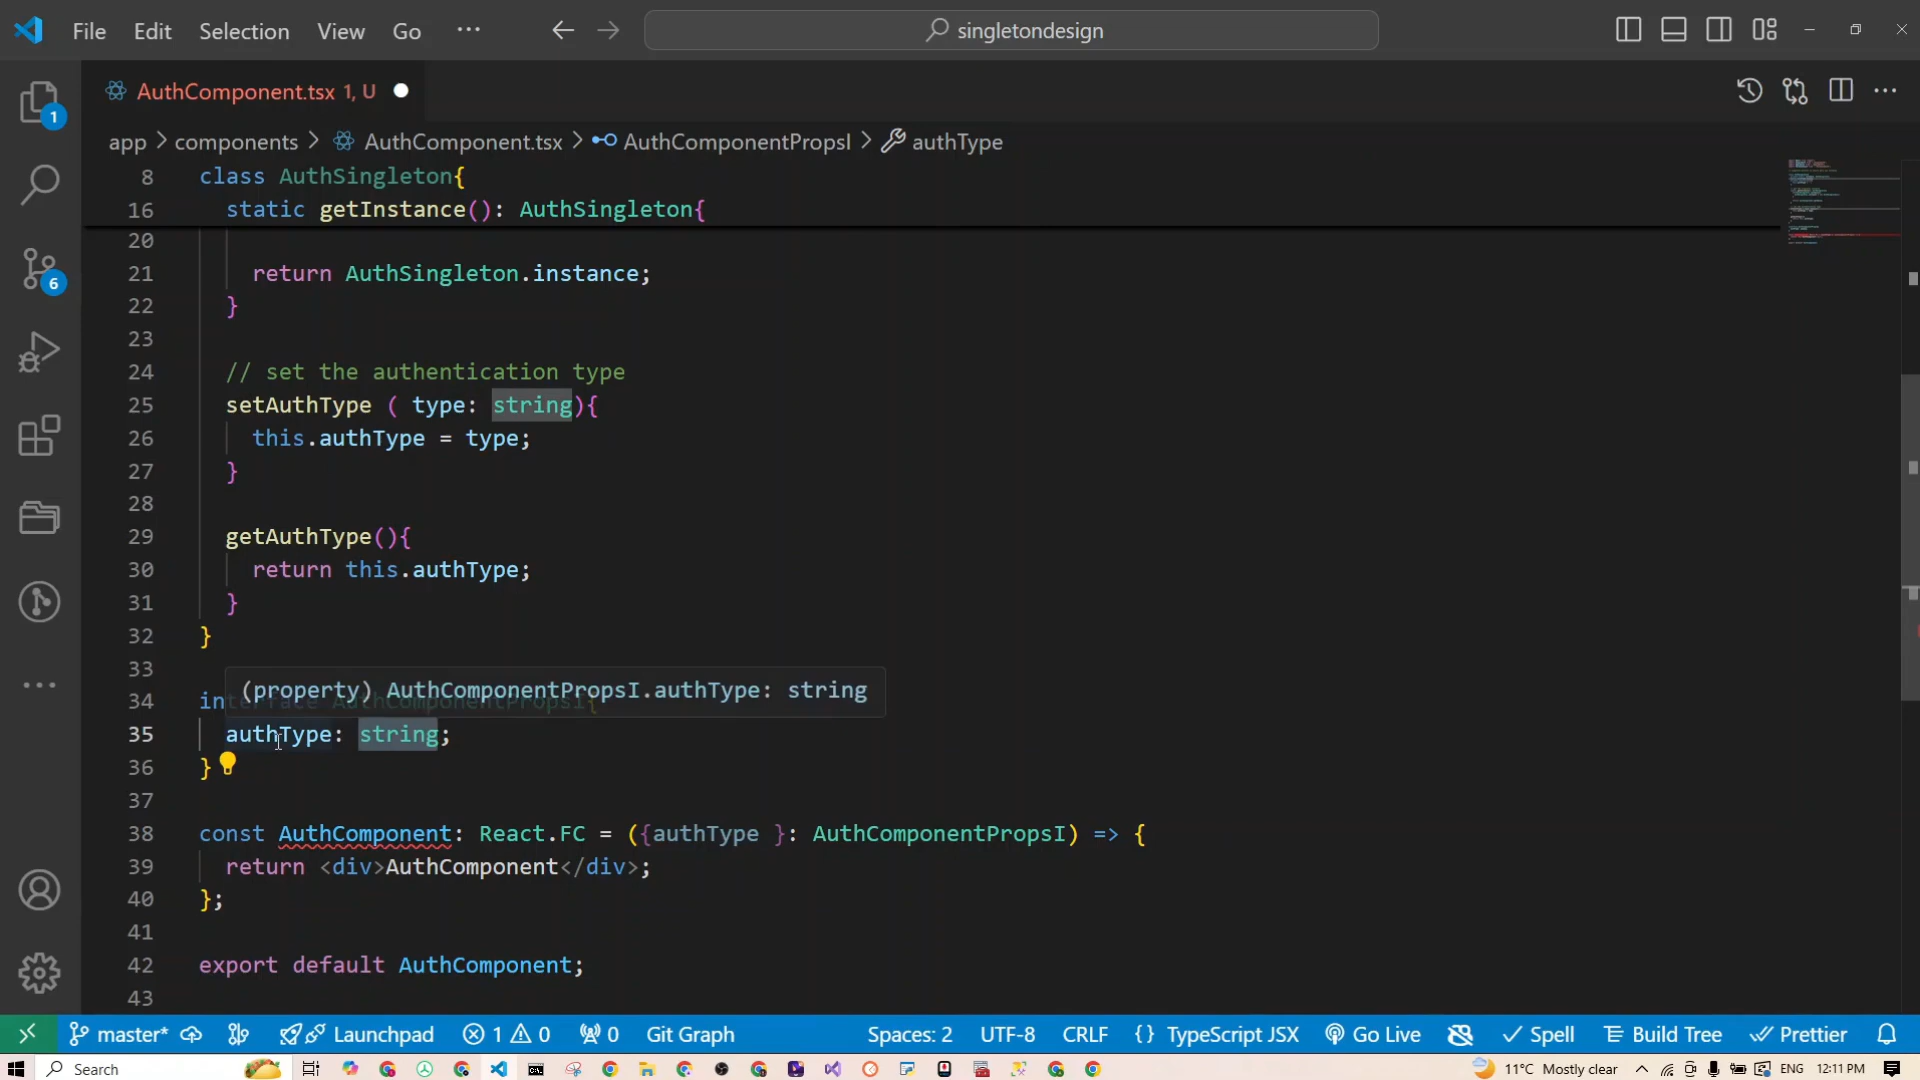 File Edit Selection View Go ··· singletondesign
AuthComponent.tsx 1, U
app > components > AuthComponent.tsx > AuthComponentPropsI > authType
8 class AuthSingleton{
16 static getInstance(): AuthSingleton{
20
21 return AuthSingleton.instance;
22 }
23
24 // set the authentication type
25 setAuthType ( type: string){
26 this.authType = type;
27 }
28
29 getAuthType(){
30 return this.authType;
31 }
32 }
33
(property) AuthComponentPropsI.authType: string
34 interface AuthComponentPropsI{
35 authType: string;
36 }
37
38 const AuthComponent: React.FC = ({authType }: AuthComponentPropsI) => {
39 return <div>AuthComponent</div>;
40 };
41
42 export default AuthComponent;
43
1
6
master* Launchpad 1 0 0 Git Graph Spaces: 2 UTF-8 CRLF {} TypeScript JSX Go Live Spell Build Tree Prettier
Search 11°C Mostly clear ENG 12:11 PM